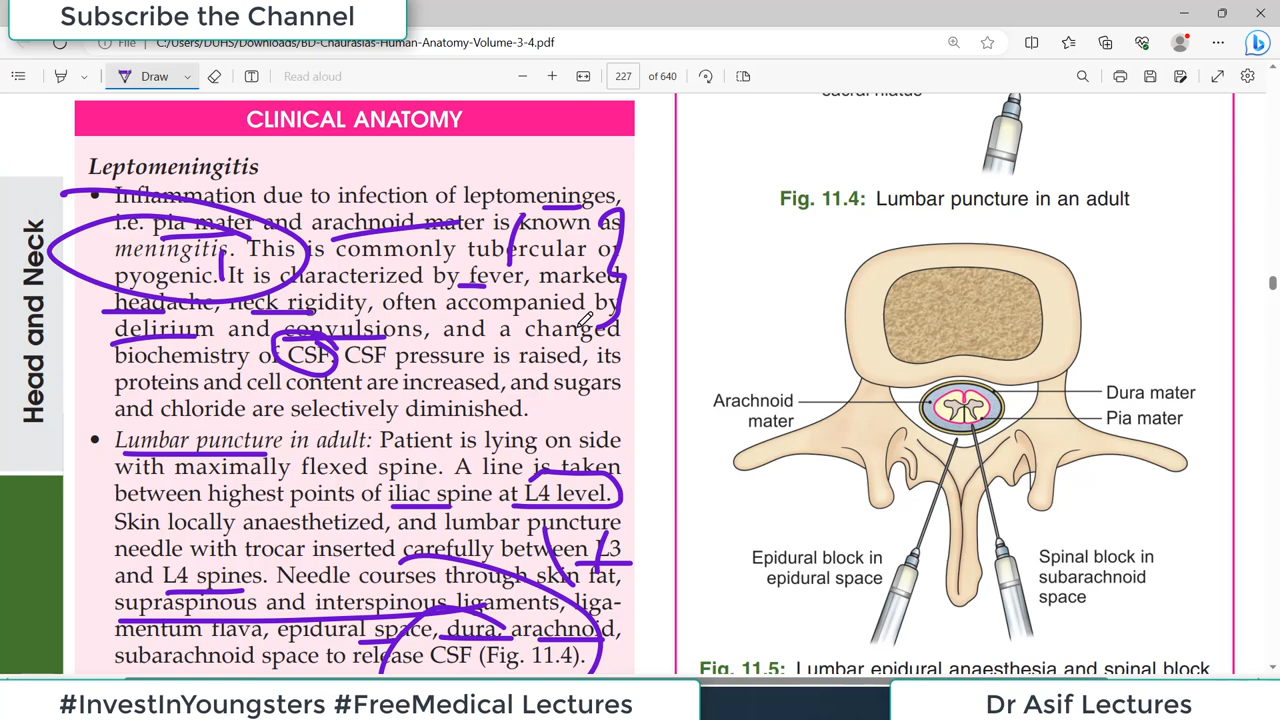 Subscribe the Channel
File
C:/Users/DUHS/Downloads/BD-Chaurasias-Human-Anatomy-Volume-3-4.pdf
Draw
Read aloud
227
of 640
Head and Neck
CLINICAL ANATOMY
Leptomeningitis
• Inflammation due to infection of leptomeninges,
i.e. pia mater and arachnoid mater is known as
meningitis. This is commonly tubercular or
pyogenic. It is characterized by fever, marked
headache, neck rigidity, often accompanied by
delirium and convulsions, and a changed
biochemistry of CSF. CSF pressure is raised, its
proteins and cell content are increased, and sugars
and chloride are selectively diminished.
• Lumbar puncture in adult: Patient is lying on side
with maximally flexed spine. A line is taken
between highest points of iliac spine at L4 level.
Skin locally anaesthetized, and lumbar puncture
needle with trocar inserted carefully between L3
and L4 spines. Needle courses through skin fat,
supraspinous and interspinous ligaments, liga-
mentum flava, epidural space, dura, arachnoid,
subarachnoid space to release CSF (Fig. 11.4).
sacral hiatus
Fig. 11.4: Lumbar puncture in an adult
Arachnoid
mater
Dura mater
Pia mater
Epidural block in
epidural space
Spinal block in
subarachnoid
space
Fig. 11.5: Lumbar epidural anaesthesia and spinal block
#InvestInYoungsters #FreeMedical Lectures
Dr Asif Lectures